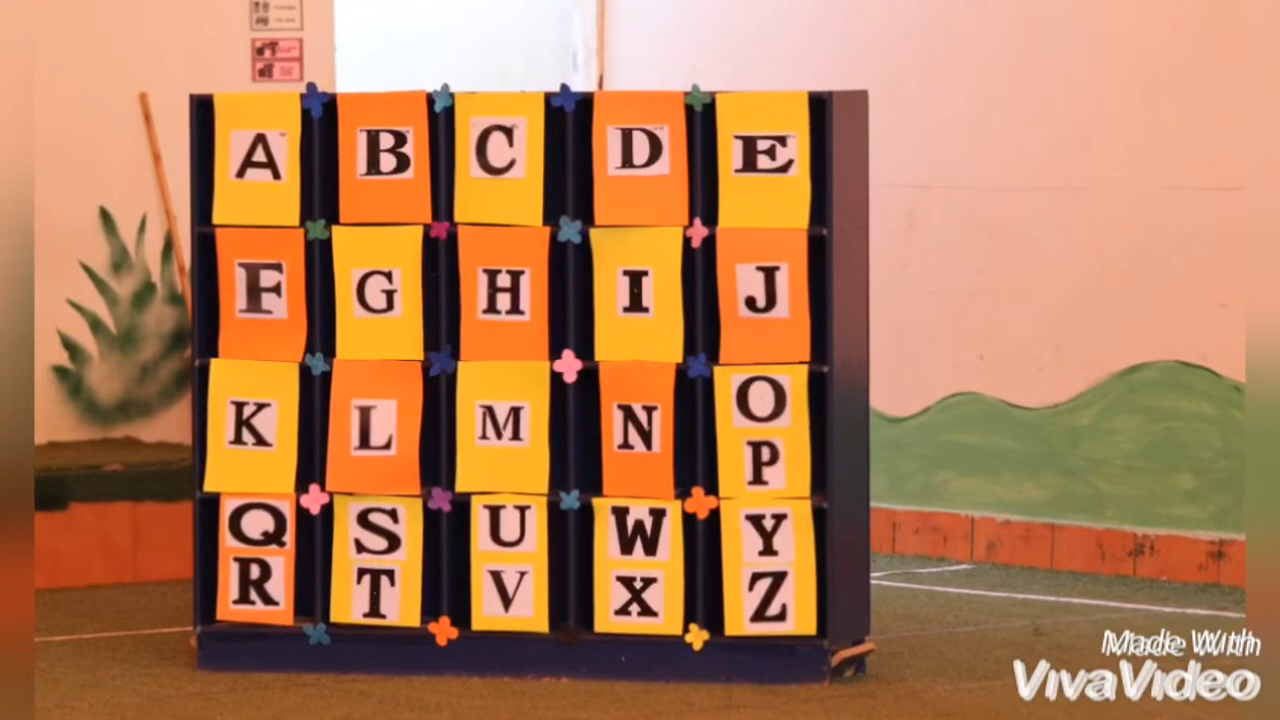 A B C D E
F G H I J
K L M N O
P
Q S U W Y
R T V X Z
Made With
VivaVideo